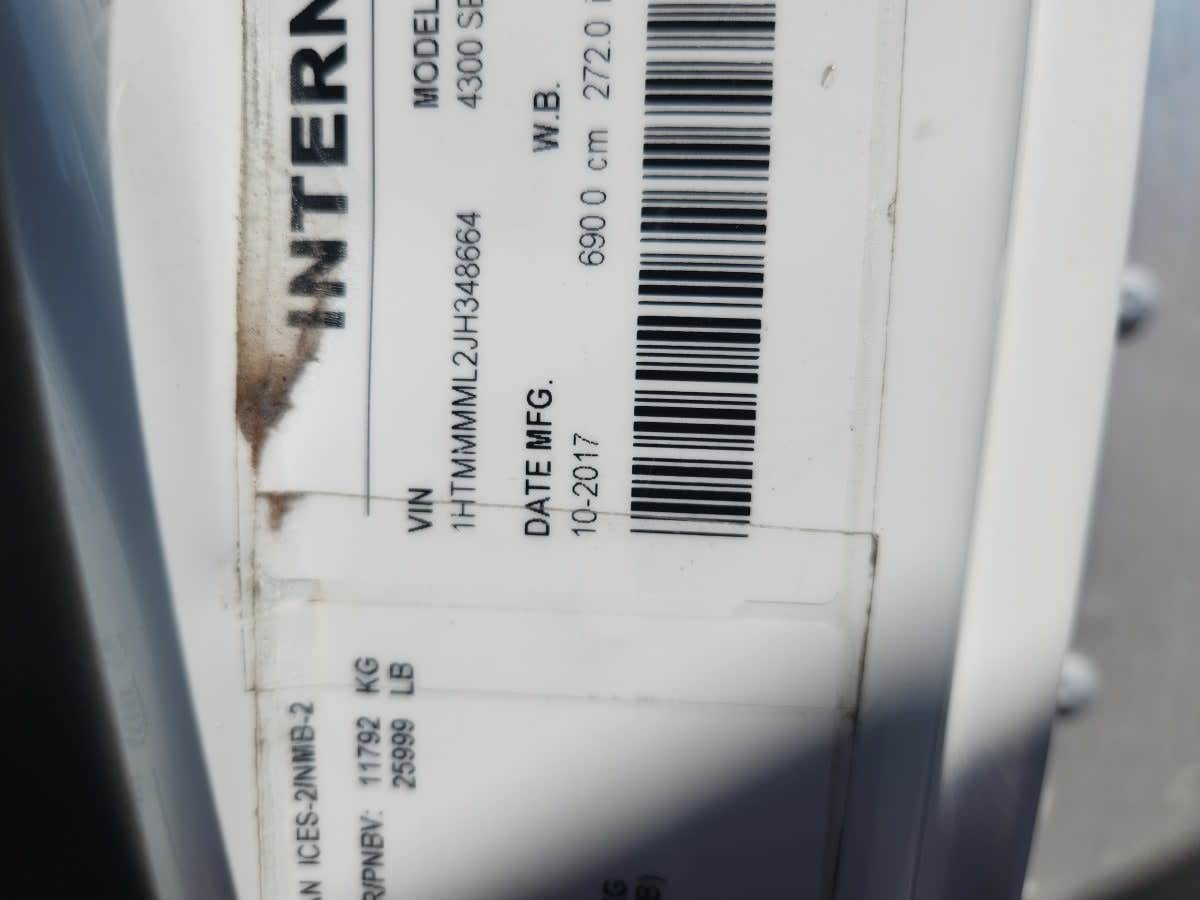 AN ICES-2/NMB-2
R/PNBV: 11792 KG
25999 LB
G
B)
INTERN
VIN MODEL
1HTMMMML2JH348664 4300 SE
DATE MFG. W.B.
10-2017 690 0 cm 272.0